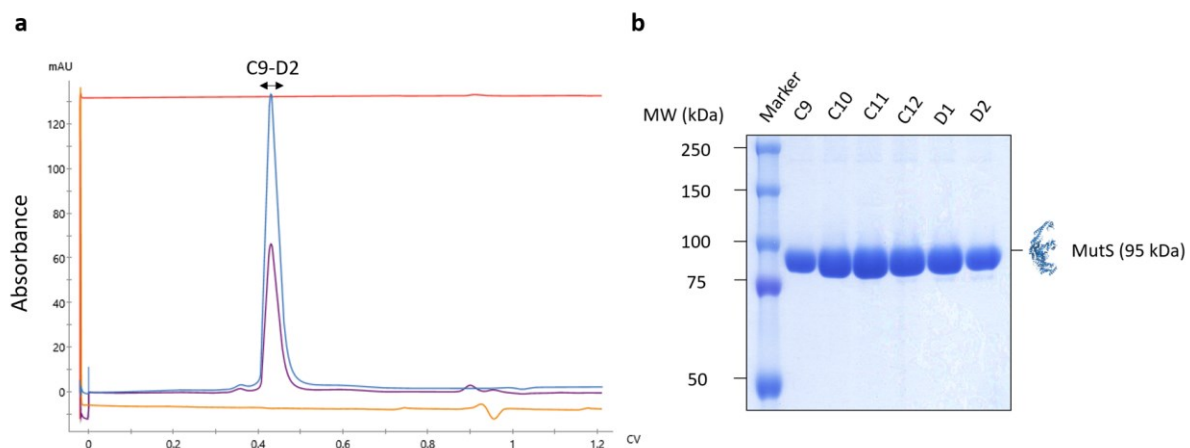 a
mAU
C9-D2
120
100
80
60
40
20
0
Absorbance
0 0.2 0.4 0.6 0.8 1 1.2 CV
b
MW (kDa) Marker C9 C10 C11 C12 D1 D2
250
150
100
75
50
MutS (95 kDa)